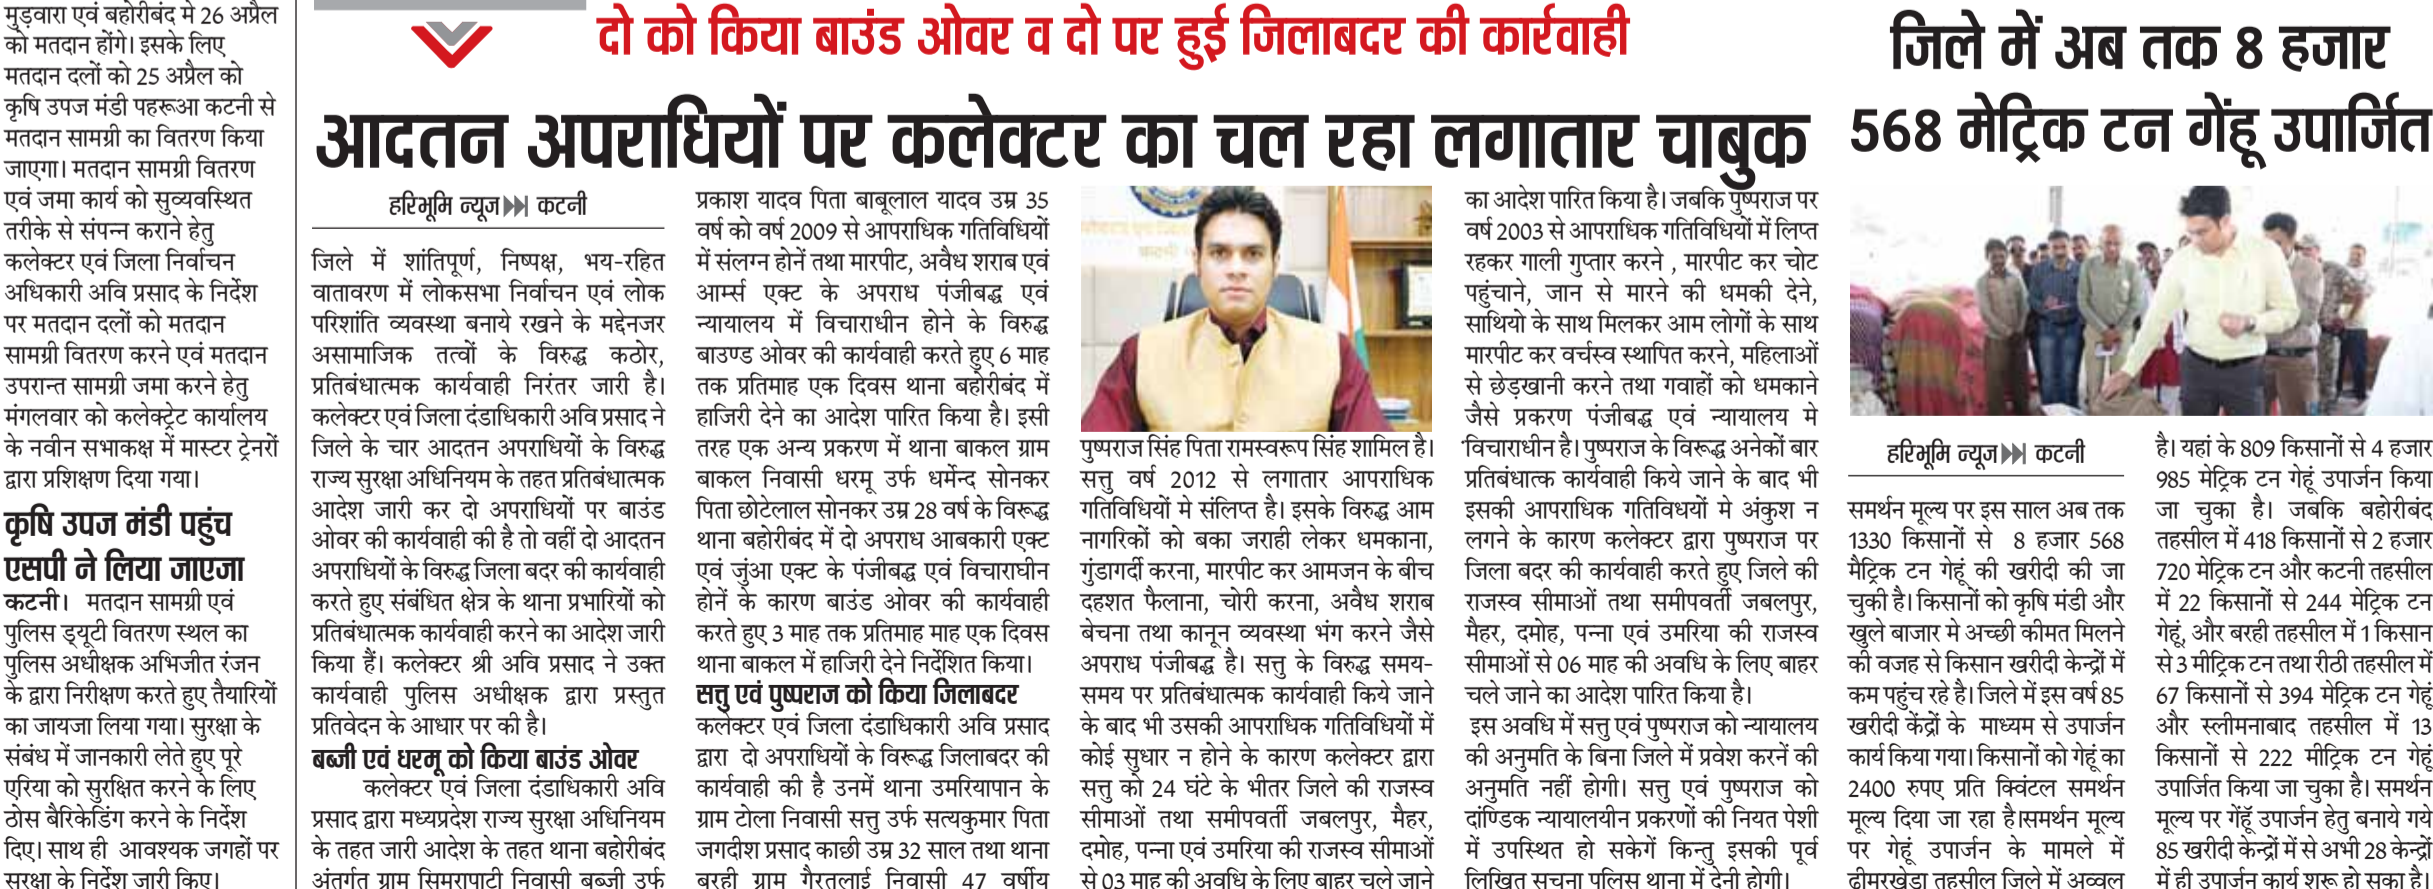 मुड़वारा एवं बहोरीबंद मे 26 अप्रैल
को मतदान होंगे। इसके लिए
मतदान दलों को 25 अप्रैल को
कृषि उपज मंडी पहरूआ कटनी से
मतदान सामग्री का वितरण किया
जाएगा। मतदान सामग्री वितरण
एवं जमा कार्य को सुव्यवस्थित
तरीके से संपन्न कराने हेतु
कलेक्टर एवं जिला निर्वाचन
अधिकारी अवि प्रसाद के निर्देश
पर मतदान दलों को मतदान
सामग्री वितरण करने एवं मतदान
उपरान्त सामग्री जमा करने हेतु
मंगलवार को कलेक्ट्रेट कार्यालय
के नवीन सभाकक्ष में मास्टर ट्रेनरों
द्वारा प्रशिक्षण दिया गया।
कृषि उपज मंडी पहुंच
एसपी ने लिया जाएजा
कटनी। मतदान सामग्री एवं
पुलिस ड्यूटी वितरण स्थल का
पुलिस अधीक्षक अभिजीत रंजन
के द्वारा निरीक्षण करते हुए तैयारियों
का जायजा लिया गया। सुरक्षा के
संबंध में जानकारी लेते हुए पूरे
एरिया को सुरक्षित करने के लिए
ठोस बैरिकेडिंग करने के निर्देश
दिए। साथ ही आवश्यक जगहों पर
सुरक्षा के निर्देश जारी किए।
दो को किया बाउंड ओवर व दो पर हुई जिलाबदर की कार्रवाही
आदतन अपराधियों पर कलेक्टर का चल रहा लगातार चाबुक
हरिभूमि न्यूज कटनी
जिले में शांतिपूर्ण, निष्पक्ष, भय-रहित
वातावरण में लोकसभा निर्वाचन एवं लोक
परिशांति व्यवस्था बनाये रखने के मद्देनजर
असामाजिक तत्वों के विरुद्ध कठोर,
प्रतिबंधात्मक कार्यवाही निरंतर जारी है।
कलेक्टर एवं जिला दंडाधिकारी अवि प्रसाद ने
जिले के चार आदतन अपराधियों के विरुद्ध
राज्य सुरक्षा अधिनियम के तहत प्रतिबंधात्मक
आदेश जारी कर दो अपराधियों पर बाउंड
ओवर की कार्यवाही की है तो वहीं दो आदतन
अपराधियों के विरुद्ध जिला बदर की कार्यवाही
करते हुए संबंधित क्षेत्र के थाना प्रभारियों को
प्रतिबंधात्मक कार्यवाही करने का आदेश जारी
किया हैं। कलेक्टर श्री अवि प्रसाद ने उक्त
कार्यवाही पुलिस अधीक्षक द्वारा प्रस्तुत
प्रतिवेदन के आधार पर की है।
बब्जी एवं धरमू को किया बाउंड ओवर
कलेक्टर एवं जिला दंडाधिकारी अवि
प्रसाद द्वारा मध्यप्रदेश राज्य सुरक्षा अधिनियम
के तहत जारी आदेश के तहत थाना बहोरीबंद
अंतर्गत ग्राम सिमरापाटी निवासी बब्जी उर्फ
प्रकाश यादव पिता बाबूलाल यादव उम्र 35
वर्ष को वर्ष 2009 से आपराधिक गतिविधियों
में संलग्न होनें तथा मारपीट, अवैध शराब एवं
आर्म्स एक्ट के अपराध पंजीबद्ध एवं
न्यायालय में विचाराधीन होने के विरुद्ध
बाउण्ड ओवर की कार्यवाही करते हुए 6 माह
तक प्रतिमाह एक दिवस थाना बहोरीबंद में
हाजिरी देने का आदेश पारित किया है। इसी
तरह एक अन्य प्रकरण में थाना बाकल ग्राम
बाकल निवासी धरमू उर्फ धर्मेन्द सोनकर
पिता छोटेलाल सोनकर उम्र 28 वर्ष के विरूद्ध
थाना बहोरीबंद में दो अपराध आबकारी एक्ट
एवं जुंआ एक्ट के पंजीबद्ध एवं विचाराघीन
होनें के कारण बाउंड ओवर की कार्यवाही
करते हुए 3 माह तक प्रतिमाह माह एक दिवस
थाना बाकल में हाजिरी देने निर्देशित किया।
सत्तु एवं पुष्पराज को किया जिलाबदर
कलेक्टर एवं जिला दंडाधिकारी अवि प्रसाद
द्वारा दो अपराधियों के विरूद्ध जिलाबदर की
कार्यवाही की है उनमें थाना उमरियापान के
ग्राम टोला निवासी सत्तु उर्फ सत्यकुमार पिता
जगदीश प्रसाद काछी उम्र 32 साल तथा थाना
बरही ग्राम गैरतलाई निवासी 47 वर्षीय
पुष्पराज सिंह पिता रामस्वरूप सिंह शामिल है।
सत्तु वर्ष 2012 से लगातार आपराधिक
गतिविधियों मे संलिप्त है। इसके विरुद्ध आम
नागरिकों को बका जराही लेकर धमकाना,
गुंडागर्दी करना, मारपीट कर आमजन के बीच
दहशत फैलाना, चोरी करना, अवैध शराब
बेचना तथा कानून व्यवस्था भंग करने जैसे
अपराध पंजीबद्ध है। सत्तु के विरुद्ध समय-
समय पर प्रतिबंधात्मक कार्यवाही किये जाने
के बाद भी उसकी आपराधिक गतिविधियों में
कोई सुधार न होने के कारण कलेक्टर द्वारा
सत्तु को 24 घंटे के भीतर जिले की राजस्व
सीमाओं तथा समीपवर्ती जबलपुर, मैहर,
दमोह, पन्ना एवं उमरिया की राजस्व सीमाओं
से 03 माह की अवधि के लिए बाहर चले जाने
का आदेश पारित किया है। जबकि पुष्पराज पर
वर्ष 2003 से आपराधिक गतिविधियों में लिप्त
रहकर गाली गुप्तार करने , मारपीट कर चोट
पहुंचाने, जान से मारने की धमकी देने,
साथियो के साथ मिलकर आम लोगों के साथ
मारपीट कर वर्चस्व स्थापित करने, महिलाओं
से छेड़खानी करने तथा गवाहों को धमकाने
जैसे प्रकरण पंजीबद्ध एवं न्यायालय मे
विचाराधीन है। पुष्पराज के विरूद्ध अनेकों बार
प्रतिबंधात्क कार्यवाही किये जाने के बाद भी
इसकी आपराधिक गतिविधयों मे अंकुश न
लगने के कारण कलेक्टर द्वारा पुष्पराज पर
जिला बदर की कार्यवाही करते हुए जिले की
राजस्व सीमाओं तथा समीपवर्ती जबलपुर,
मैहर, दमोह, पन्ना एवं उमरिया की राजस्व
सीमाओं से 06 माह की अवधि के लिए बाहर
चले जाने का आदेश पारित किया है।
इस अवधि में सत्तु एवं पुष्पराज को न्यायालय
की अनुमति के बिना जिले में प्रवेश करनें की
अनुमति नहीं होगी। सत्तु एवं पुष्पराज को
दांण्डिक न्यायालयीन प्रकरणों की नियत पेशी
में उपस्थित हो सकेगें किन्तु इसकी पूर्व
लिखित सूचना पुलिस थाना में देनी होगी।
जिले में अब तक 8 हजार
568 मेट्रिक टन गेंहू उपार्जित
हरिभूमि न्यूज कटनी
समर्थन मूल्य पर इस साल अब तक
1330 किसानों से 8 हजार 568
मैट्रिक टन गेहूं की खरीदी की जा
चुकी है। किसानों को कृषि मंडी और
खुले बाजार मे अच्छी कीमत मिलने
की वजह से किसान खरीदी केन्द्रों में
कम पहुंच रहे है। जिले में इस वर्ष 85
खरीदी केंद्रों के माध्यम से उपार्जन
कार्य किया गया। किसानों को गेहूं का
2400 रुपए प्रति क्विंटल समर्थन
मूल्य दिया जा रहा है।समर्थन मूल्य
पर गेहूं उपार्जन के मामले में
ढीमरखेडा तहसील जिले में अव्वल
है। यहां के 809 किसानों से 4 हजार
985 मेट्रिक टन गेहूं उपार्जन किया
जा चुका है। जबकि बहोरीबंद
तहसील में 418 किसानों से 2 हजार
720 मेट्रिक टन और कटनी तहसील
में 22 किसानों से 244 मेट्रिक टन
गेहूं, और बरही तहसील में 1 किसान
से 3 मीट्रिक टन तथा रीठी तहसील में
67 किसानों से 394 मेट्रिक टन गेहूं
और स्लीमनाबाद तहसील में 13
किसानों से 222 मीट्रिक टन गेहूं
उपार्जित किया जा चुका है। समर्थन
मूल्य पर गेंहूॅ उपार्जन हेतु बनाये गये
85 खरीदी केन्द्रों में से अभी 28 केन्द्रो
में ही उपार्जन कार्य शुरू हो सका है।